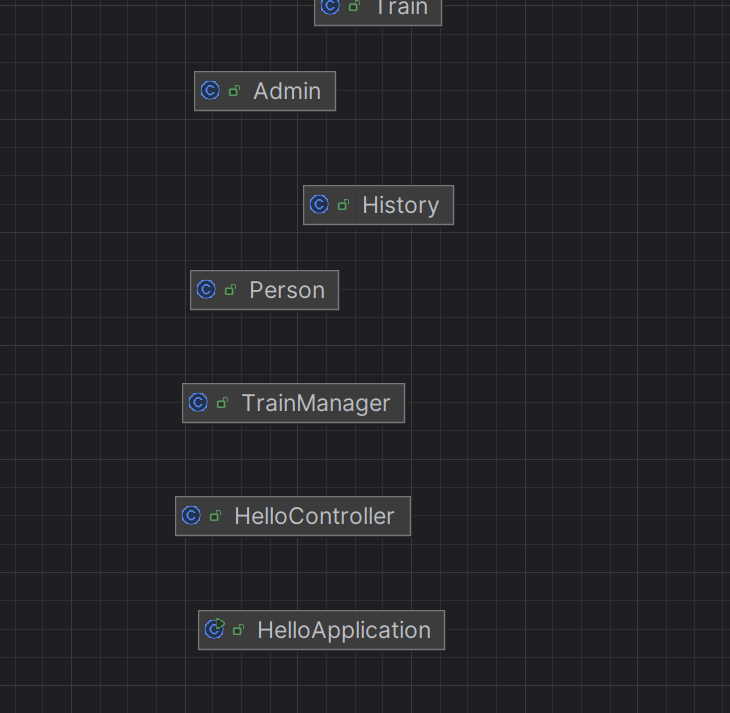 Train
Admin
History
Person
TrainManager
HelloController
HelloApplication